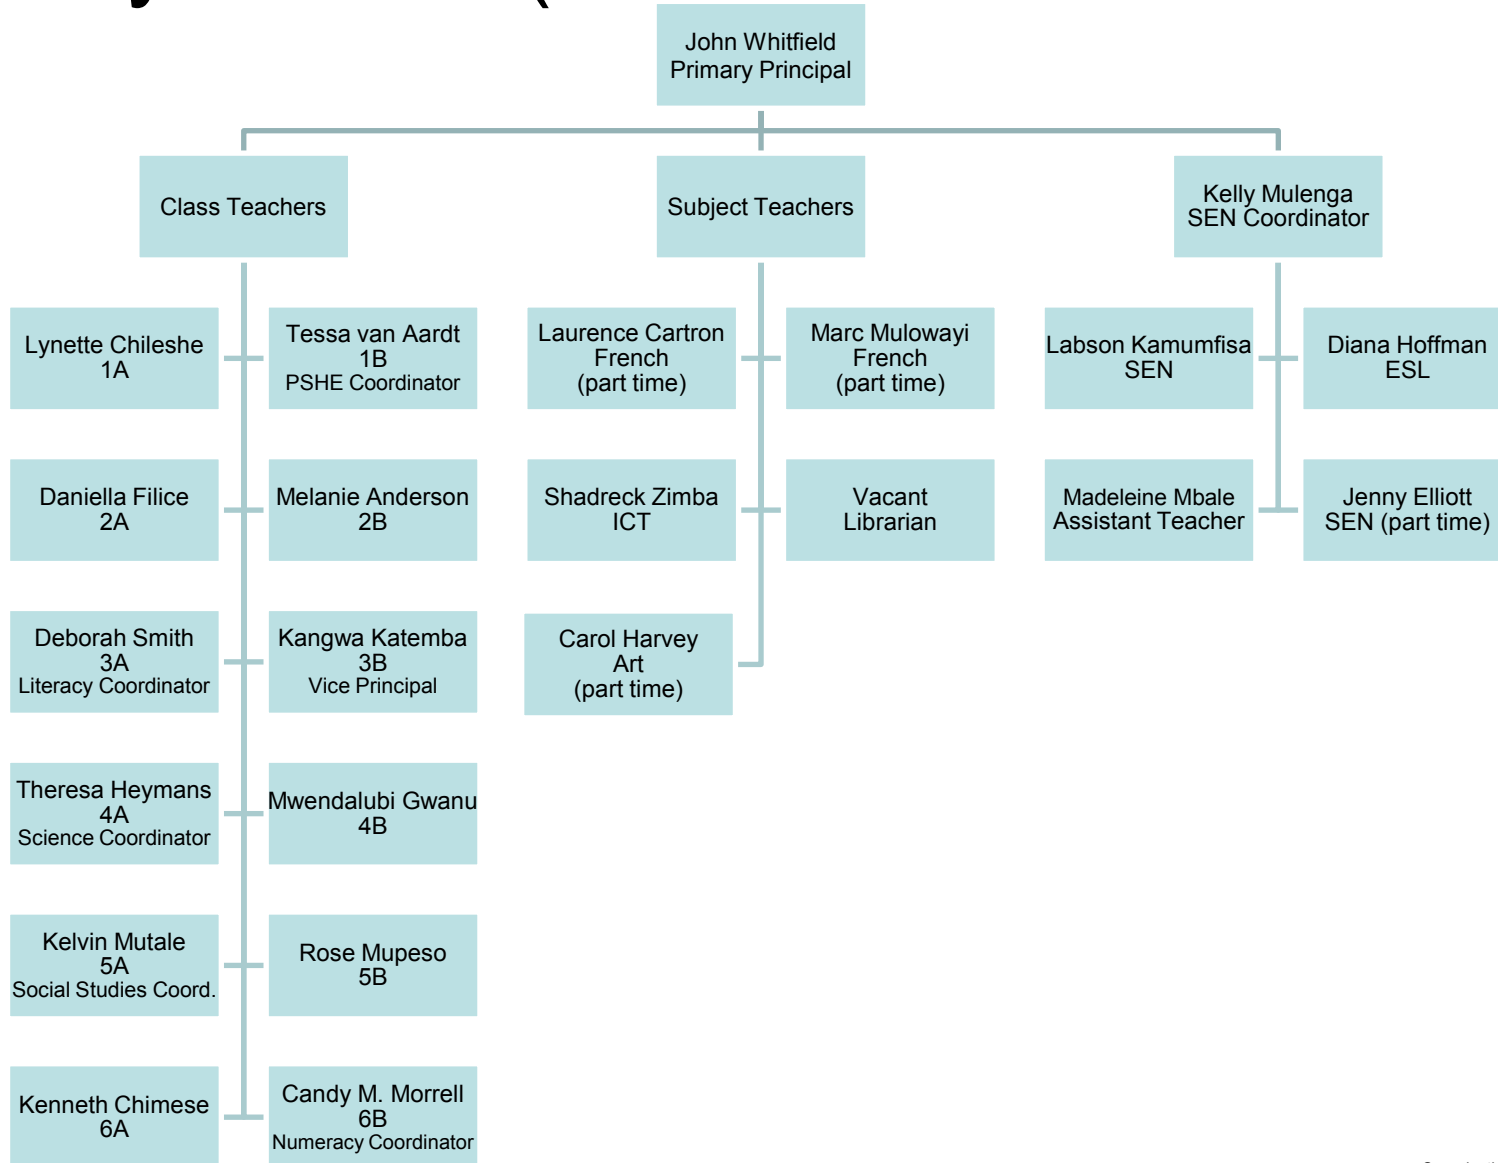 John Whitfield
Primary Principal
Class Teachers
Subject Teachers
Kelly Mulenga
SEN Coordinator
Lynette Chileshe
1A
Tessa van Aardt
1B
PSHE Coordinator
Laurence Cartron
French
(part time)
Marc Mulowayi
French
(part time)
Labson Kamumfisa
SEN
Diana Hoffman
ESL
Daniella Filice
2A
Melanie Anderson
2B
Shadreck Zimba
ICT
Vacant
Librarian
Madeleine Mbale
Assistant Teacher
Jenny Elliott
SEN (part time)
Deborah Smith
3A
Literacy Coordinator
Kangwa Katemba
3B
Vice Principal
Carol Harvey
Art
(part time)
Theresa Heymans
4A
Science Coordinator
Mwendalubi Gwanu
4B
Kelvin Mutale
5A
Social Studies Coord.
Rose Mupeso
5B
Kenneth Chimese
6A
Candy M. Morrell
6B
Numeracy Coordinator